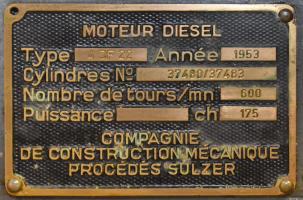 MOTEUR DIESEL
Type Année 1953
Cylindres Nº 37480/37483
Nombre de tours/mn 600
Puissance ch 175
COMPAGNIE
DE CONSTRUCTION MÉCANIQUE
PROCÉDÉS SULZER